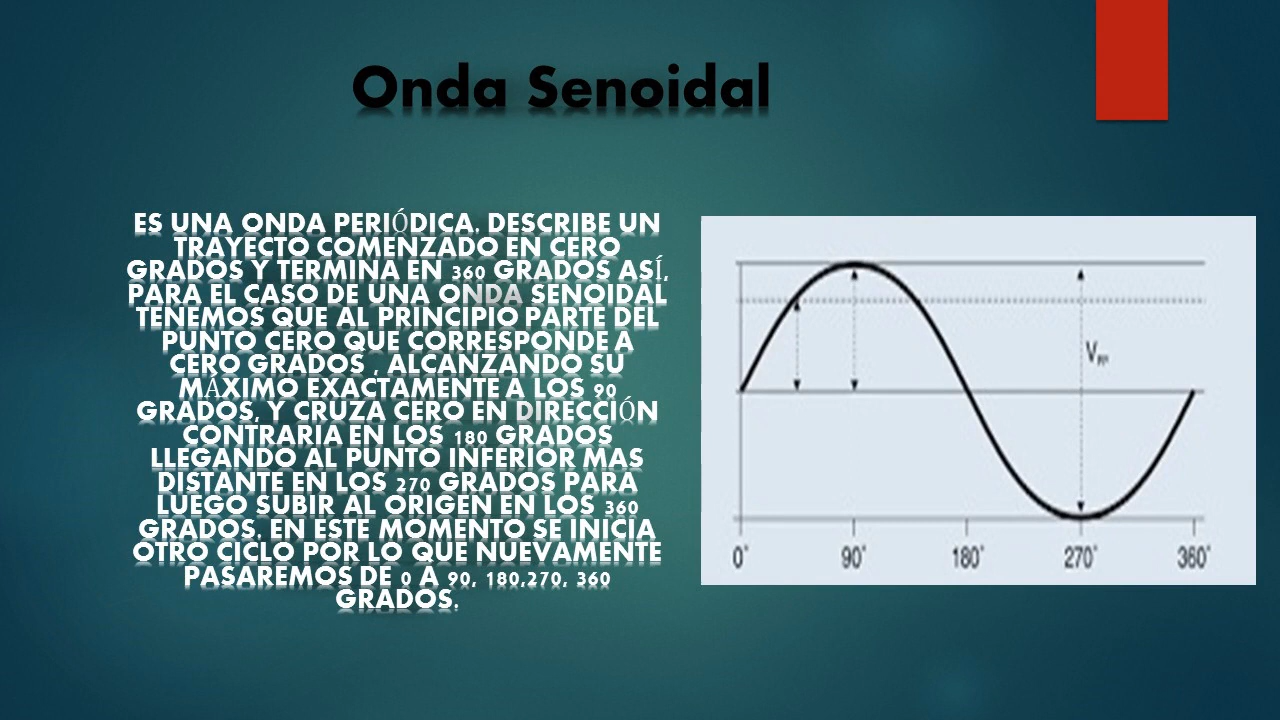 Onda Senoidal
ES UNA ONDA PERIÓDICA. DESCRIBE UN
TRAYECTO COMENZADO EN CERO
GRADOS Y TERMINA EN 360 GRADOS ASÍ,
PARA EL CASO DE UNA ONDA SENOIDAL
TENEMOS QUE AL PRINCIPIO PARTE DEL
PUNTO CERO QUE CORRESPONDE A
CERO GRADOS , ALCANZANDO SU
MÁXIMO EXACTAMENTE A LOS 90
GRADOS, Y CRUZA CERO EN DIRECCIÓN
CONTRARIA EN LOS 180 GRADOS
LLEGANDO AL PUNTO INFERIOR MAS
DISTANTE EN LOS 270 GRADOS PARA
LUEGO SUBIR AL ORIGEN EN LOS 360
GRADOS. EN ESTE MOMENTO SE INICIA
OTRO CICLO POR LO QUE NUEVAMENTE
PASAREMOS DE 0 A 90, 180,270, 360
GRADOS.
VPP
0° 90° 180° 270° 360°